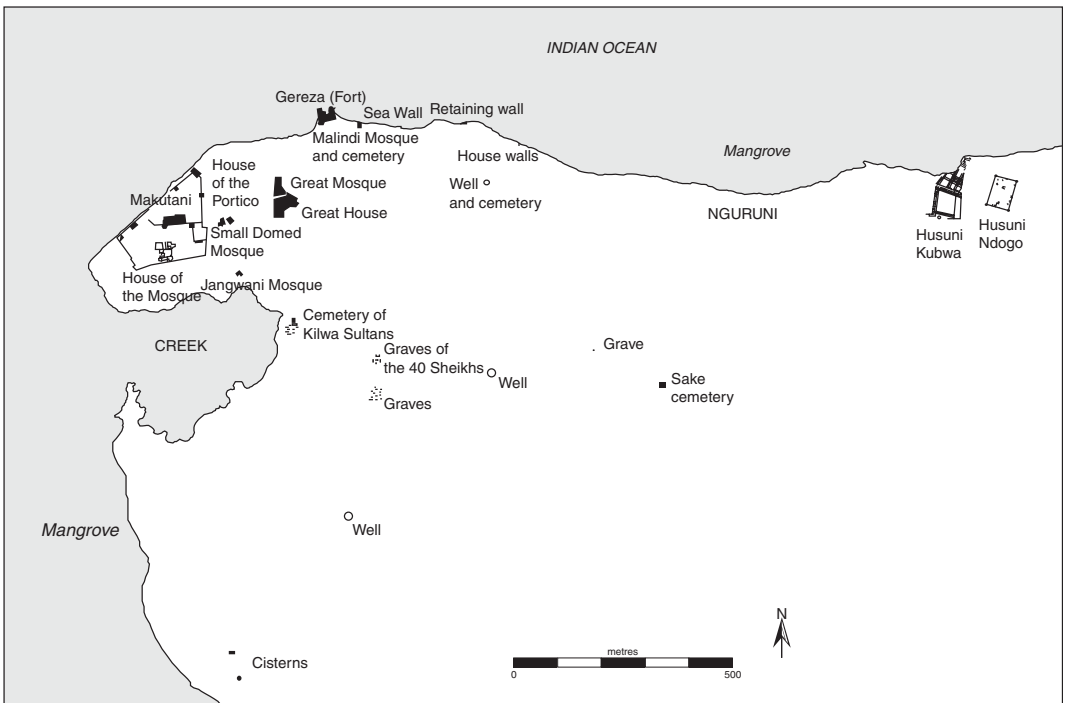 INDIAN OCEAN
Gereza (Fort)
Sea Wall
Retaining wall
Malindi Mosque
and cemetery
House walls
Mangrove
House
of the
Portico
Great Mosque
Great House
Well
and cemetery
Makutani
NGURUNI
Husuni
Kubwa
Husuni
Ndogo
Small Domed
Mosque
House of
the Mosque
Jangwani Mosque
Cemetery of
Kilwa Sultans
CREEK
Graves of
the 40 Sheikhs
Grave
Well
Sake
cemetery
Graves
Mangrove
Well
N
metres
0
500
Cisterns